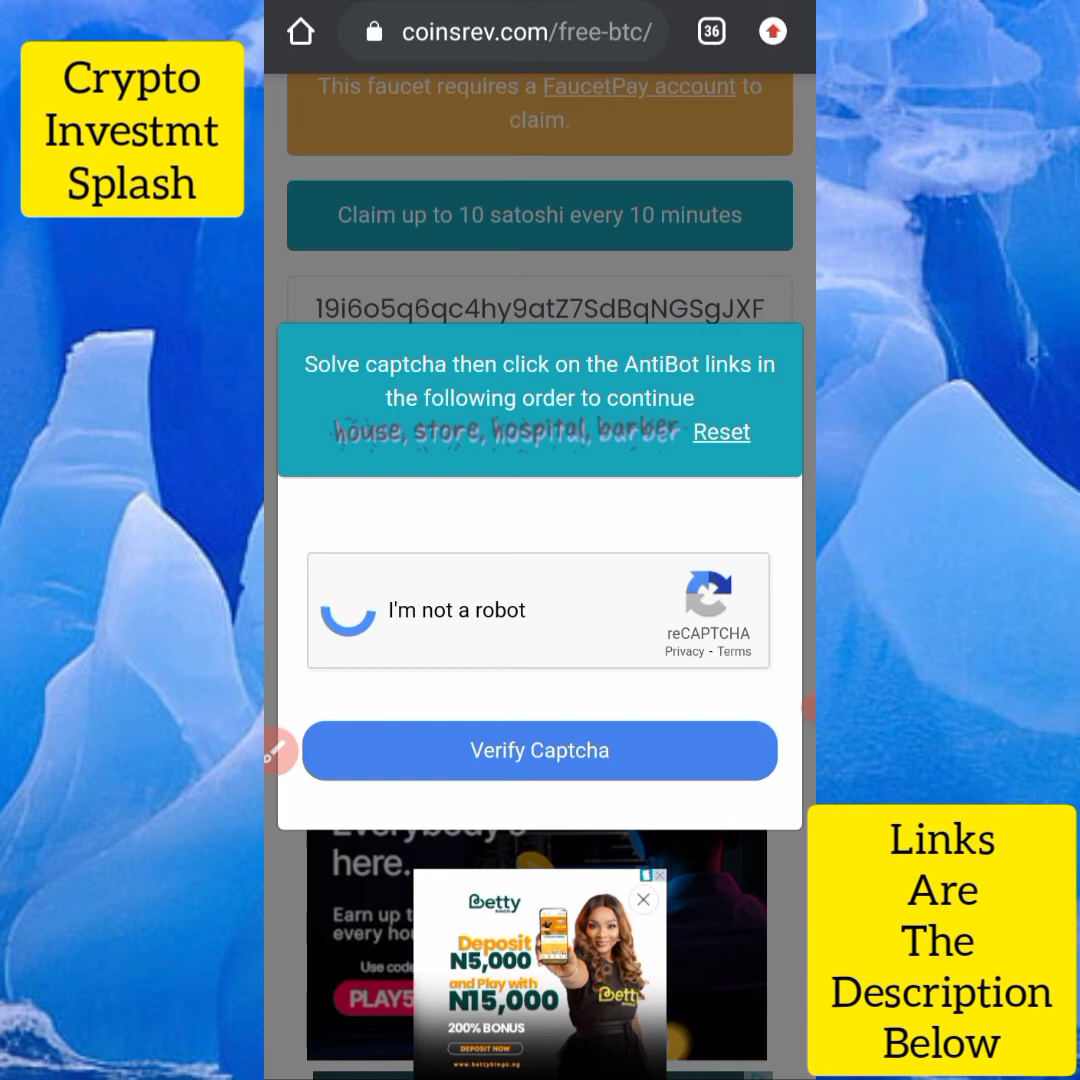 Crypto
Investmt
Splash
coinsrev.com/free-btc/
36
This faucet requires a FaucetPay account to
claim.
Claim up to 10 satoshi every 10 minutes
19i6o5q6qc4hy9atZ7SdBqNGSgJXF
Solve captcha then click on the AntiBot links in
the following order to continue
house, store, hospital, barber Reset
I'm not a robot
reCAPTCHA
Privacy - Terms
Verify Captcha
here.
Earn up t
every hou
Use code
PLAY5
Betty
Deposit
N5,000
and Play with
N15,000
200% BONUS
DEPOSIT NOW
www.bettybingo.ng
Links
Are
The
Description
Below